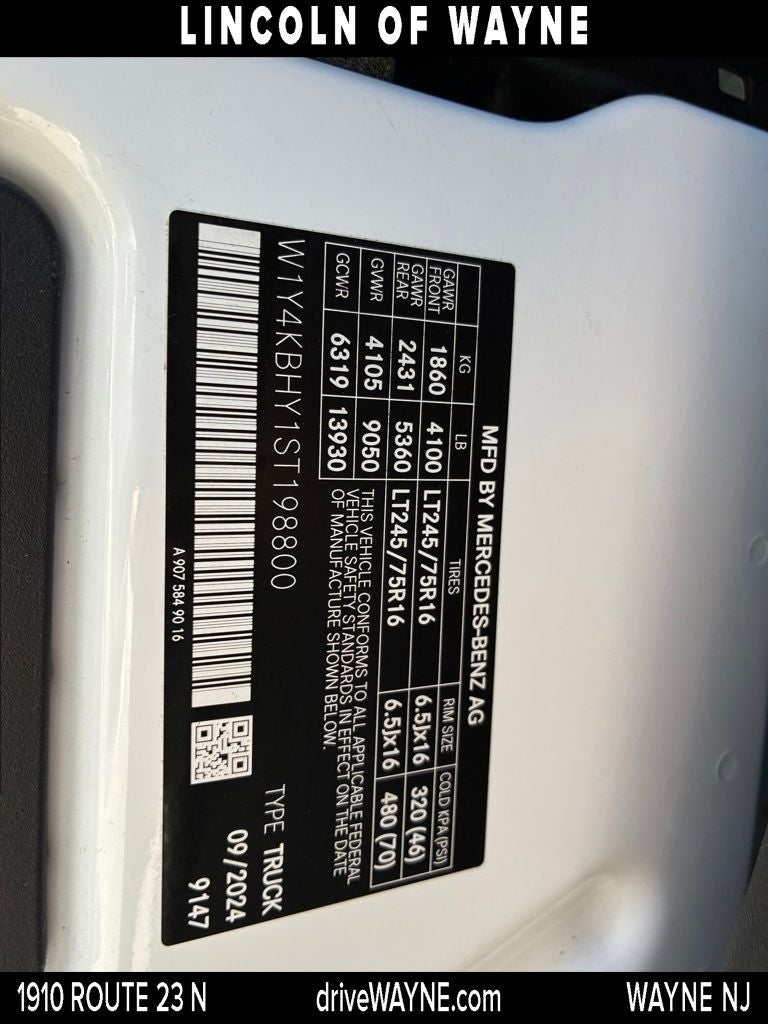 LINCOLN OF WAYNE
MFD BY MERCEDES-BENZ AG
KG LB TIRES RIM SIZE COLD KPA (PSI)
GAWR FRONT 1860 4100 LT245/75R16 6.5Jx16 320 (46)
GAWR REAR 2431 5360 LT245/75R16 6.5Jx16 480 (70)
GVWR 4105 9050
GCWR 6319 13930
THIS VEHICLE CONFORMS TO ALL APPLICABLE FEDERAL
VEHICLE SAFETY STANDARDS IN EFFECT ON THE DATE
OF MANUFACTURE SHOWN BELOW.
W1Y4KBHY1ST198800
TYPE TRUCK
09/2024
9147
A 907 584 90 16
1910 ROUTE 23 N
driveWAYNE.com
WAYNE NJ